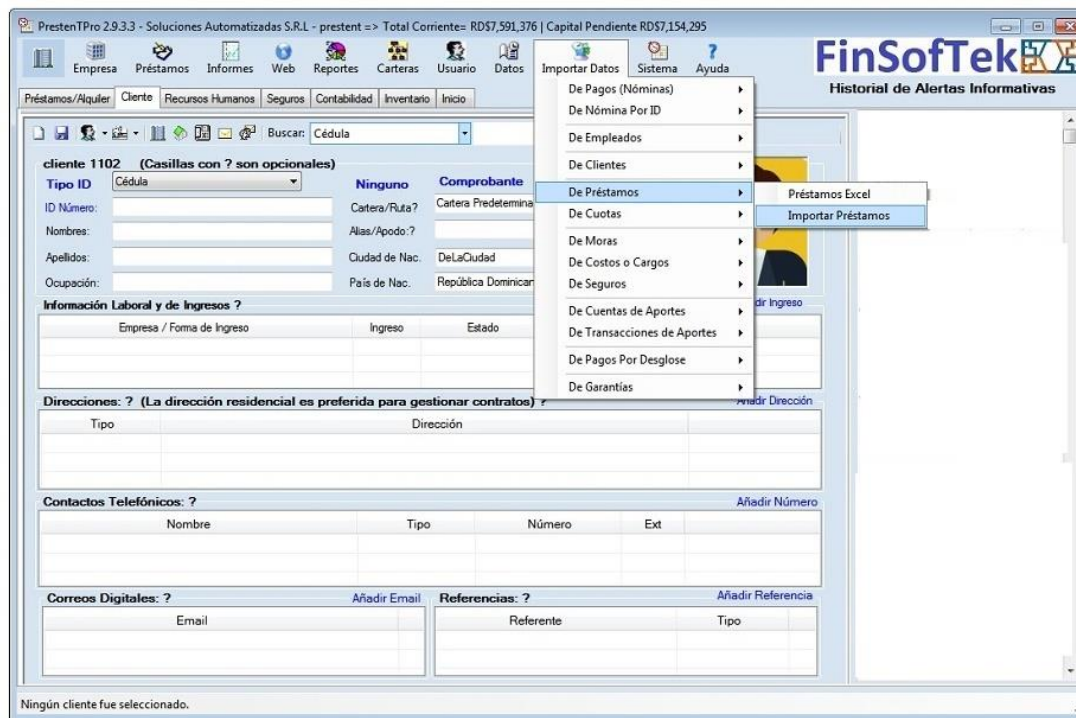 PrestenTPro 2.9.3.3 - Soluciones Automatizadas S.R.L - prestent => Total Corriente= RD$7,591,376 | Capital Pendiente RD$7,154,295
Empresa Préstamos Informes Web Reportes Carteras Usuario Datos Importar Datos Sistema Ayuda
FinSofTek
Historial de Alertas Informativas
Préstamos/Alquiler Cliente Recursos Humanos Seguros Contabilidad Inventario Inicio
Buscar: Cédula
cliente 1102 (Casillas con ? son opcionales)
Tipo ID Cédula Ninguno Comprobante
ID Número: Cartera/Ruta? Cartera Predetermina
Nombres: Alias/Apodo:?
Apellidos: Ciudad de Nac. DeLaCiudad
Ocupación: País de Nac. República Dominicar
De Pagos (Nóminas)
De Nómina Por ID
De Empleados
De Clientes
De Préstamos
De Cuotas
De Moras
De Costos o Cargos
De Seguros
De Cuentas de Aportes
De Transacciones de Aportes
De Pagos Por Desglose
De Garantías
Préstamos Excel
Importar Préstamos
Información Laboral y de Ingresos ? dir Ingreso
Empresa / Forma de Ingreso Ingreso Estado
Direcciones: ? (La dirección residencial es preferida para gestionar contratos) ? Añadir Dirección
Tipo Dirección
Contactos Telefónicos: ? Añadir Número
Nombre Tipo Número Ext
Correos Digitales: ? Añadir Email Referencias: ? Añadir Referencia
Email Referente Tipo
Ningún cliente fue seleccionado.